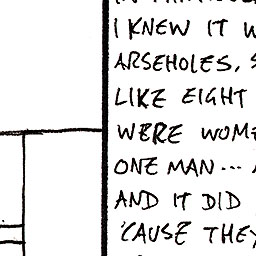 I KNEW IT W
ARSEHOLES, S
LIKE EIGHT
WERE WOME
ONE MAN...
AND IT DID
'CAUSE THEY